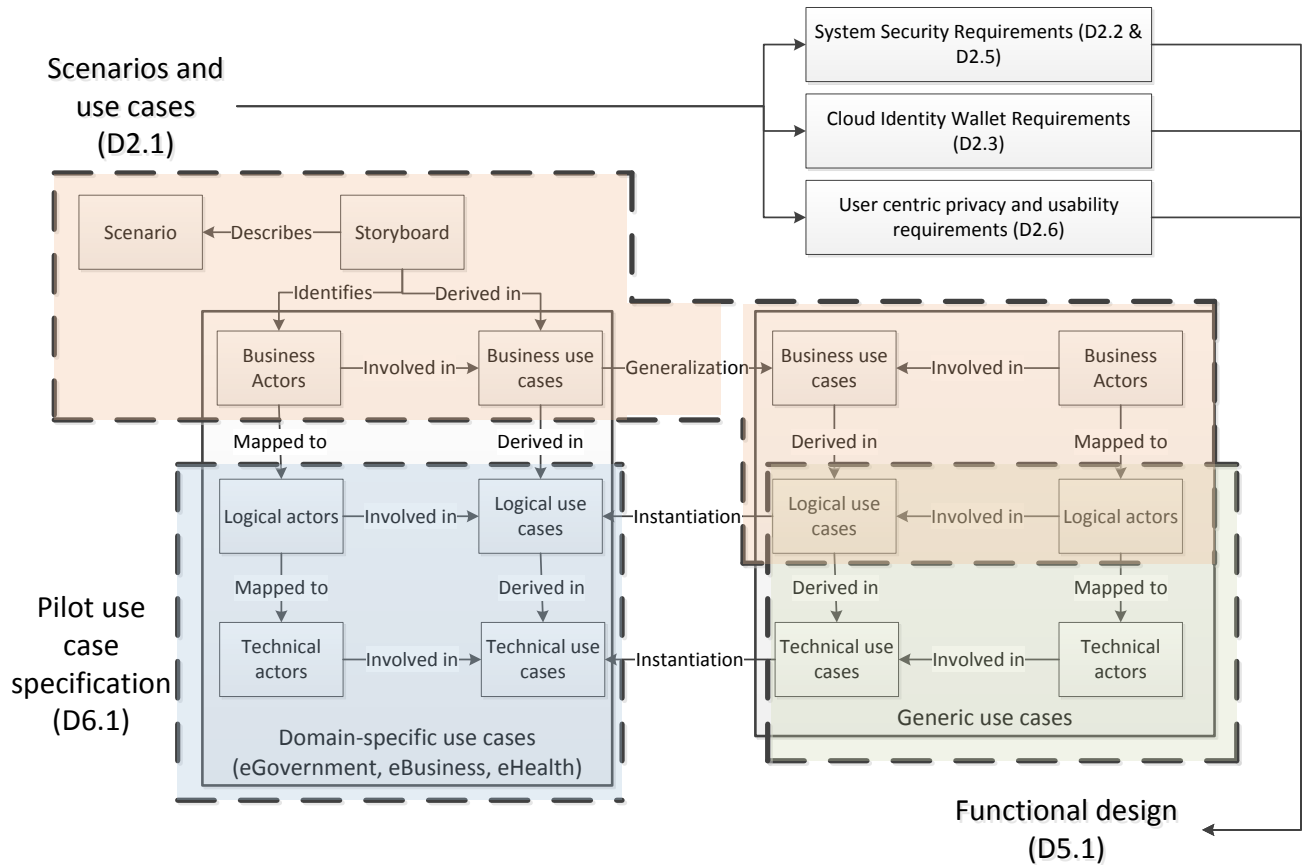 System Security Requirements (D2.2 &
D2.5)
Scenarios and
use cases
(D2.1)
Cloud Identity Wallet Requirements
(D2.3)
User centric privacy and usability
requirements (D2.6)
Scenario
Describes
Storyboard
Identifies
Derived in
Business
Actors
Involved in
Business use
cases
Generalization
Business use
cases
Involved in
Business
Actors
Mapped to
Derived in
Derived in
Mapped to
Logical actors
Involved in
Logical use
cases
Instantiation
Logical use
cases
Involved in
Logical actors
Mapped to
Derived in
Derived in
Mapped to
Pilot use
case
specification
(D6.1)
Technical
actors
Involved in
Technical use
cases
Instantiation
Technical use
cases
Involved in
Technical
actors
Domain-specific use cases
(eGovernment, eBusiness, eHealth)
Generic use cases
Functional design
(D5.1)